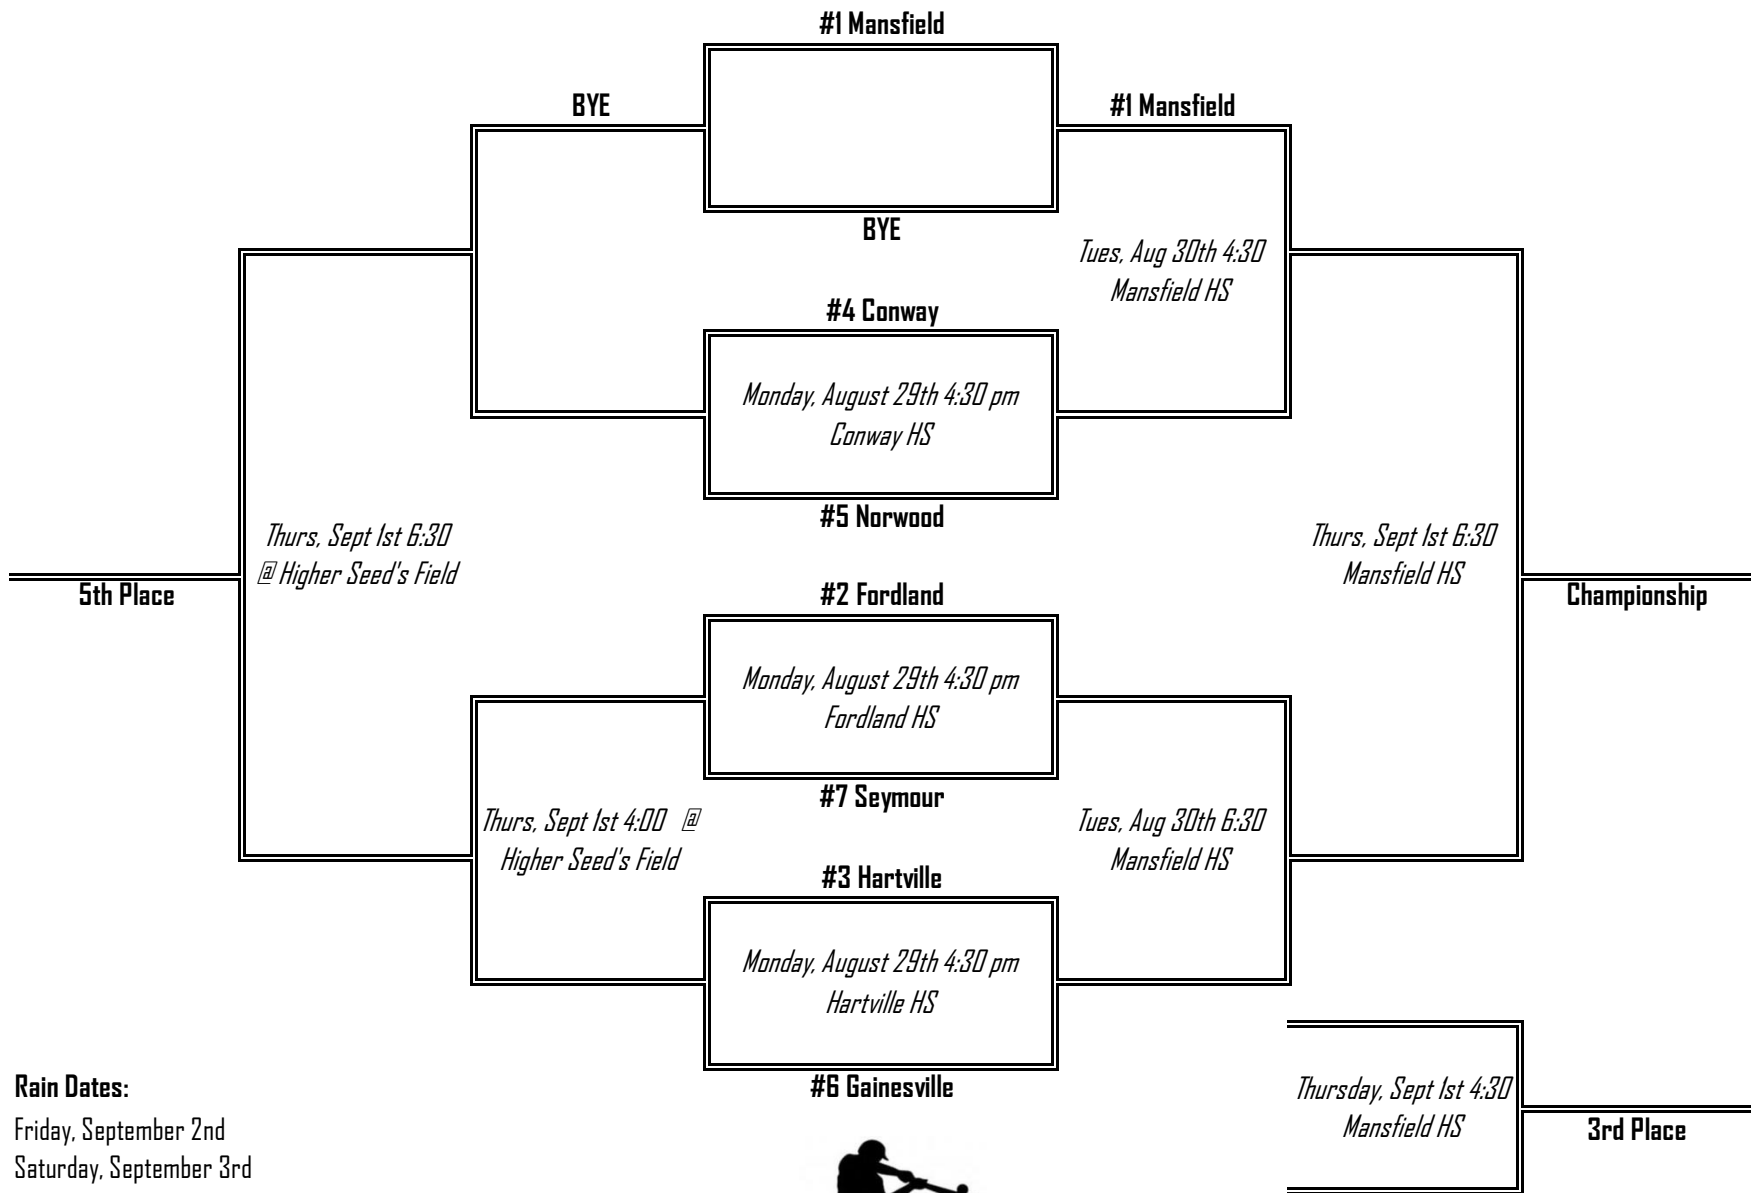 #1 Mansfield
BYE
#1 Mansfield
BYE
Tues, Aug 30th 4:30
Mansfield HS
#4 Conway
Monday, August 29th 4:30 pm
Conway HS
#5 Norwood
Thurs, Sept 1st 6:30
@ Higher Seed's Field
Thurs, Sept 1st 6:30
Mansfield HS
5th Place
#2 Fordland
Championship
Monday, August 29th 4:30 pm
Fordland HS
#7 Seymour
Thurs, Sept 1st 4:00 @
Higher Seed's Field
Tues, Aug 30th 6:30
Mansfield HS
#3 Hartville
Monday, August 29th 4:30 pm
Hartville HS
#6 Gainesville
Rain Dates:
Friday, September 2nd
Saturday, September 3rd
Thursday, Sept 1st 4:30
Mansfield HS
3rd Place